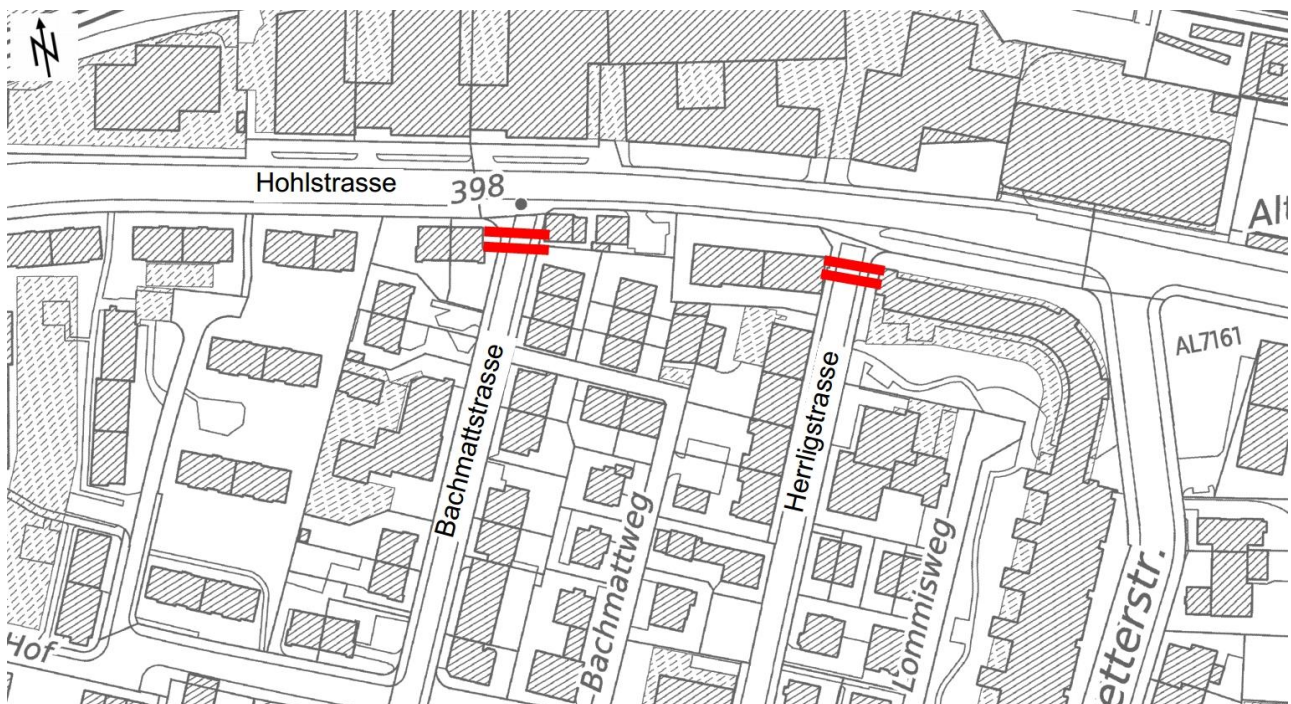 N
Hohlstrasse
398
Alt
AL7161
Bachmattstrasse
Herrligstrasse
Bachmattweg
Lommisweg
etterstr.
Hof